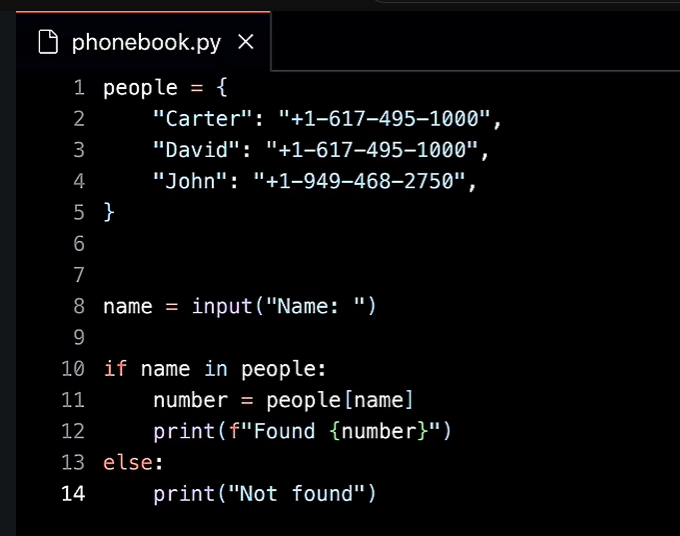 phonebook.py ×
1 people = {
2     "Carter": "+1-617-495-1000",
3     "David": "+1-617-495-1000",
4     "John": "+1-949-468-2750",
5 }
6
7
8 name = input("Name: ")
9
10 if name in people:
11     number = people[name]
12     print(f"Found {number}")
13 else:
14     print("Not found")